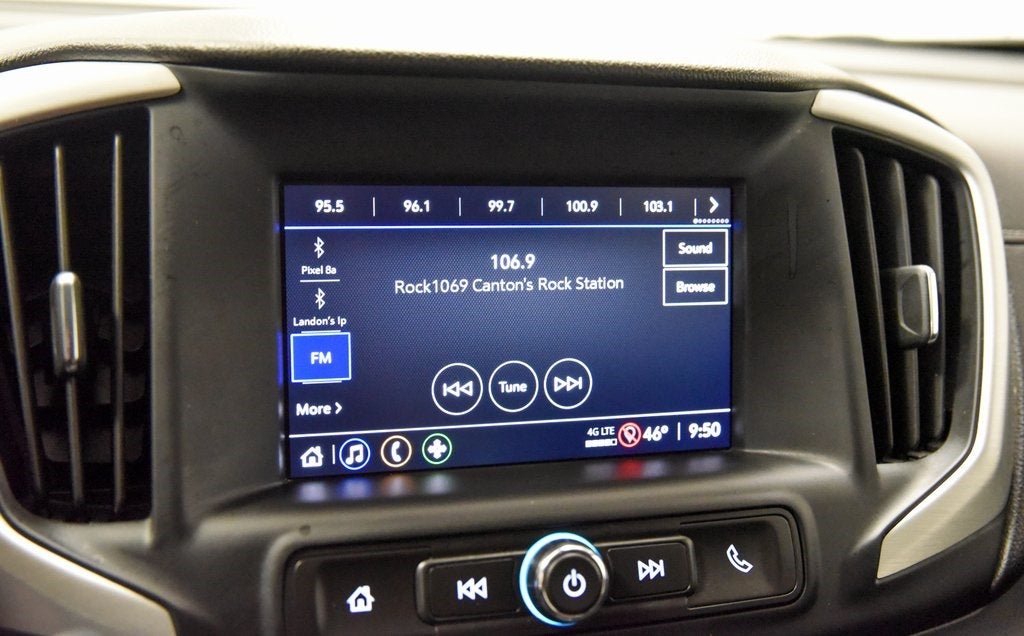 95.5 | 96.1 | 99.7 | 100.9 | 103.1
Pixel 8a
Landon's Ip
FM
More
106.9
Rock1069 Canton's Rock Station
Sound
Browse
Tune
4G LTE
46° | 9:50